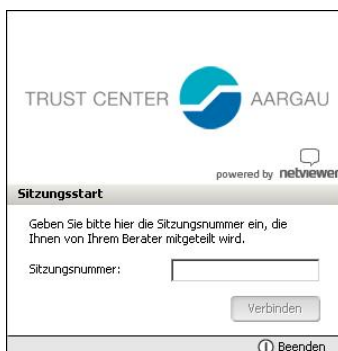 TRUST CENTER AARGAU
powered by netviewer
Sitzungsstart
Geben Sie bitte hier die Sitzungsnummer ein, die
Ihnen von Ihrem Berater mitgeteilt wird.
Sitzungsnummer:
Verbinden
Beenden